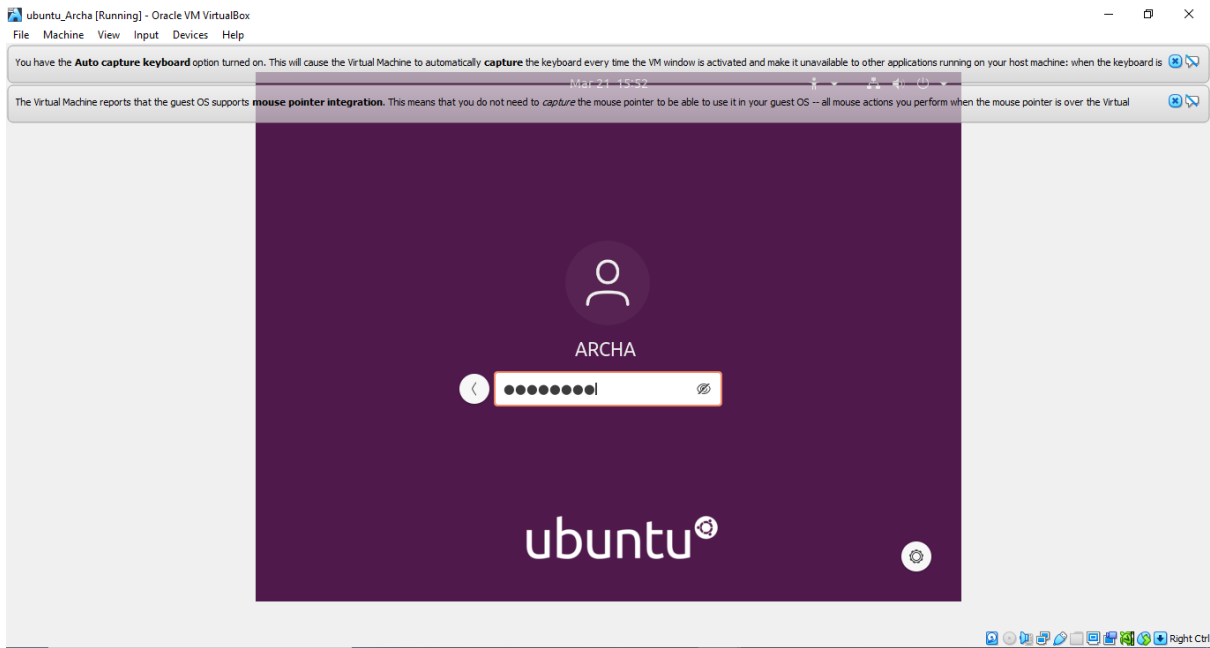 ubuntu_Archa [Running] - Oracle VM VirtualBox
File Machine View Input Devices Help
You have the Auto capture keyboard option turned on. This will cause the Virtual Machine to automatically capture the keyboard every time the VM window is activated and make it unavailable to other applications running on your host machine: when the keyboard is
Mar 21 15:52
The Virtual Machine reports that the guest OS supports mouse pointer integration. This means that you do not need to capture the mouse pointer to be able to use it in your guest OS -- all mouse actions you perform when the mouse pointer is over the Virtual
ARCHA
ubuntu
Right Ctrl